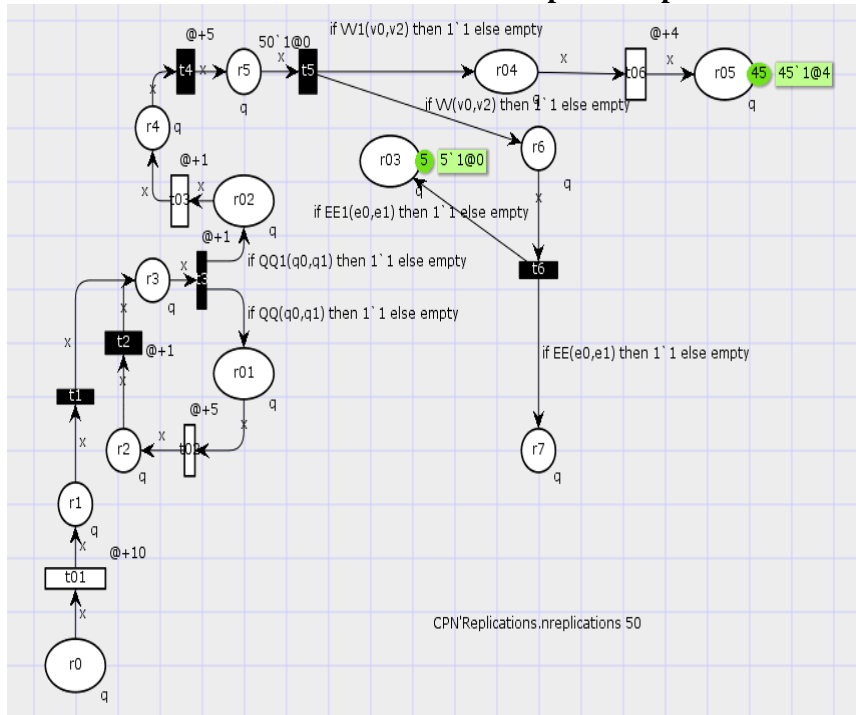 @+5
50`1@0
if W1(v0,v2) then 1`1 else empty
@+4
t4
x
r5
x
t5
r04
x
t06
x
r05
45
45`1@4
x
q
q
q
if W(v0,v2) then 1`1 else empty
r4
q
r6
q
@+1
r03
5
5`1@0
q
x
t03
x
r02
q
x
if EE1(e0,e1) then 1`1 else empty
@+1
if QQ1(q0,q1) then 1`1 else empty
t6
r3
x
t3
q
x
if QQ(q0,q1) then 1`1 else empty
x
t2
@+1
if EE(e0,e1) then 1`1 else empty
r01
q
x
t1
@+5
x
x
r2
x
t02
q
r7
q
r1
q
x
@+10
t01
x
CPN'Replications.nreplications 50
r0
q